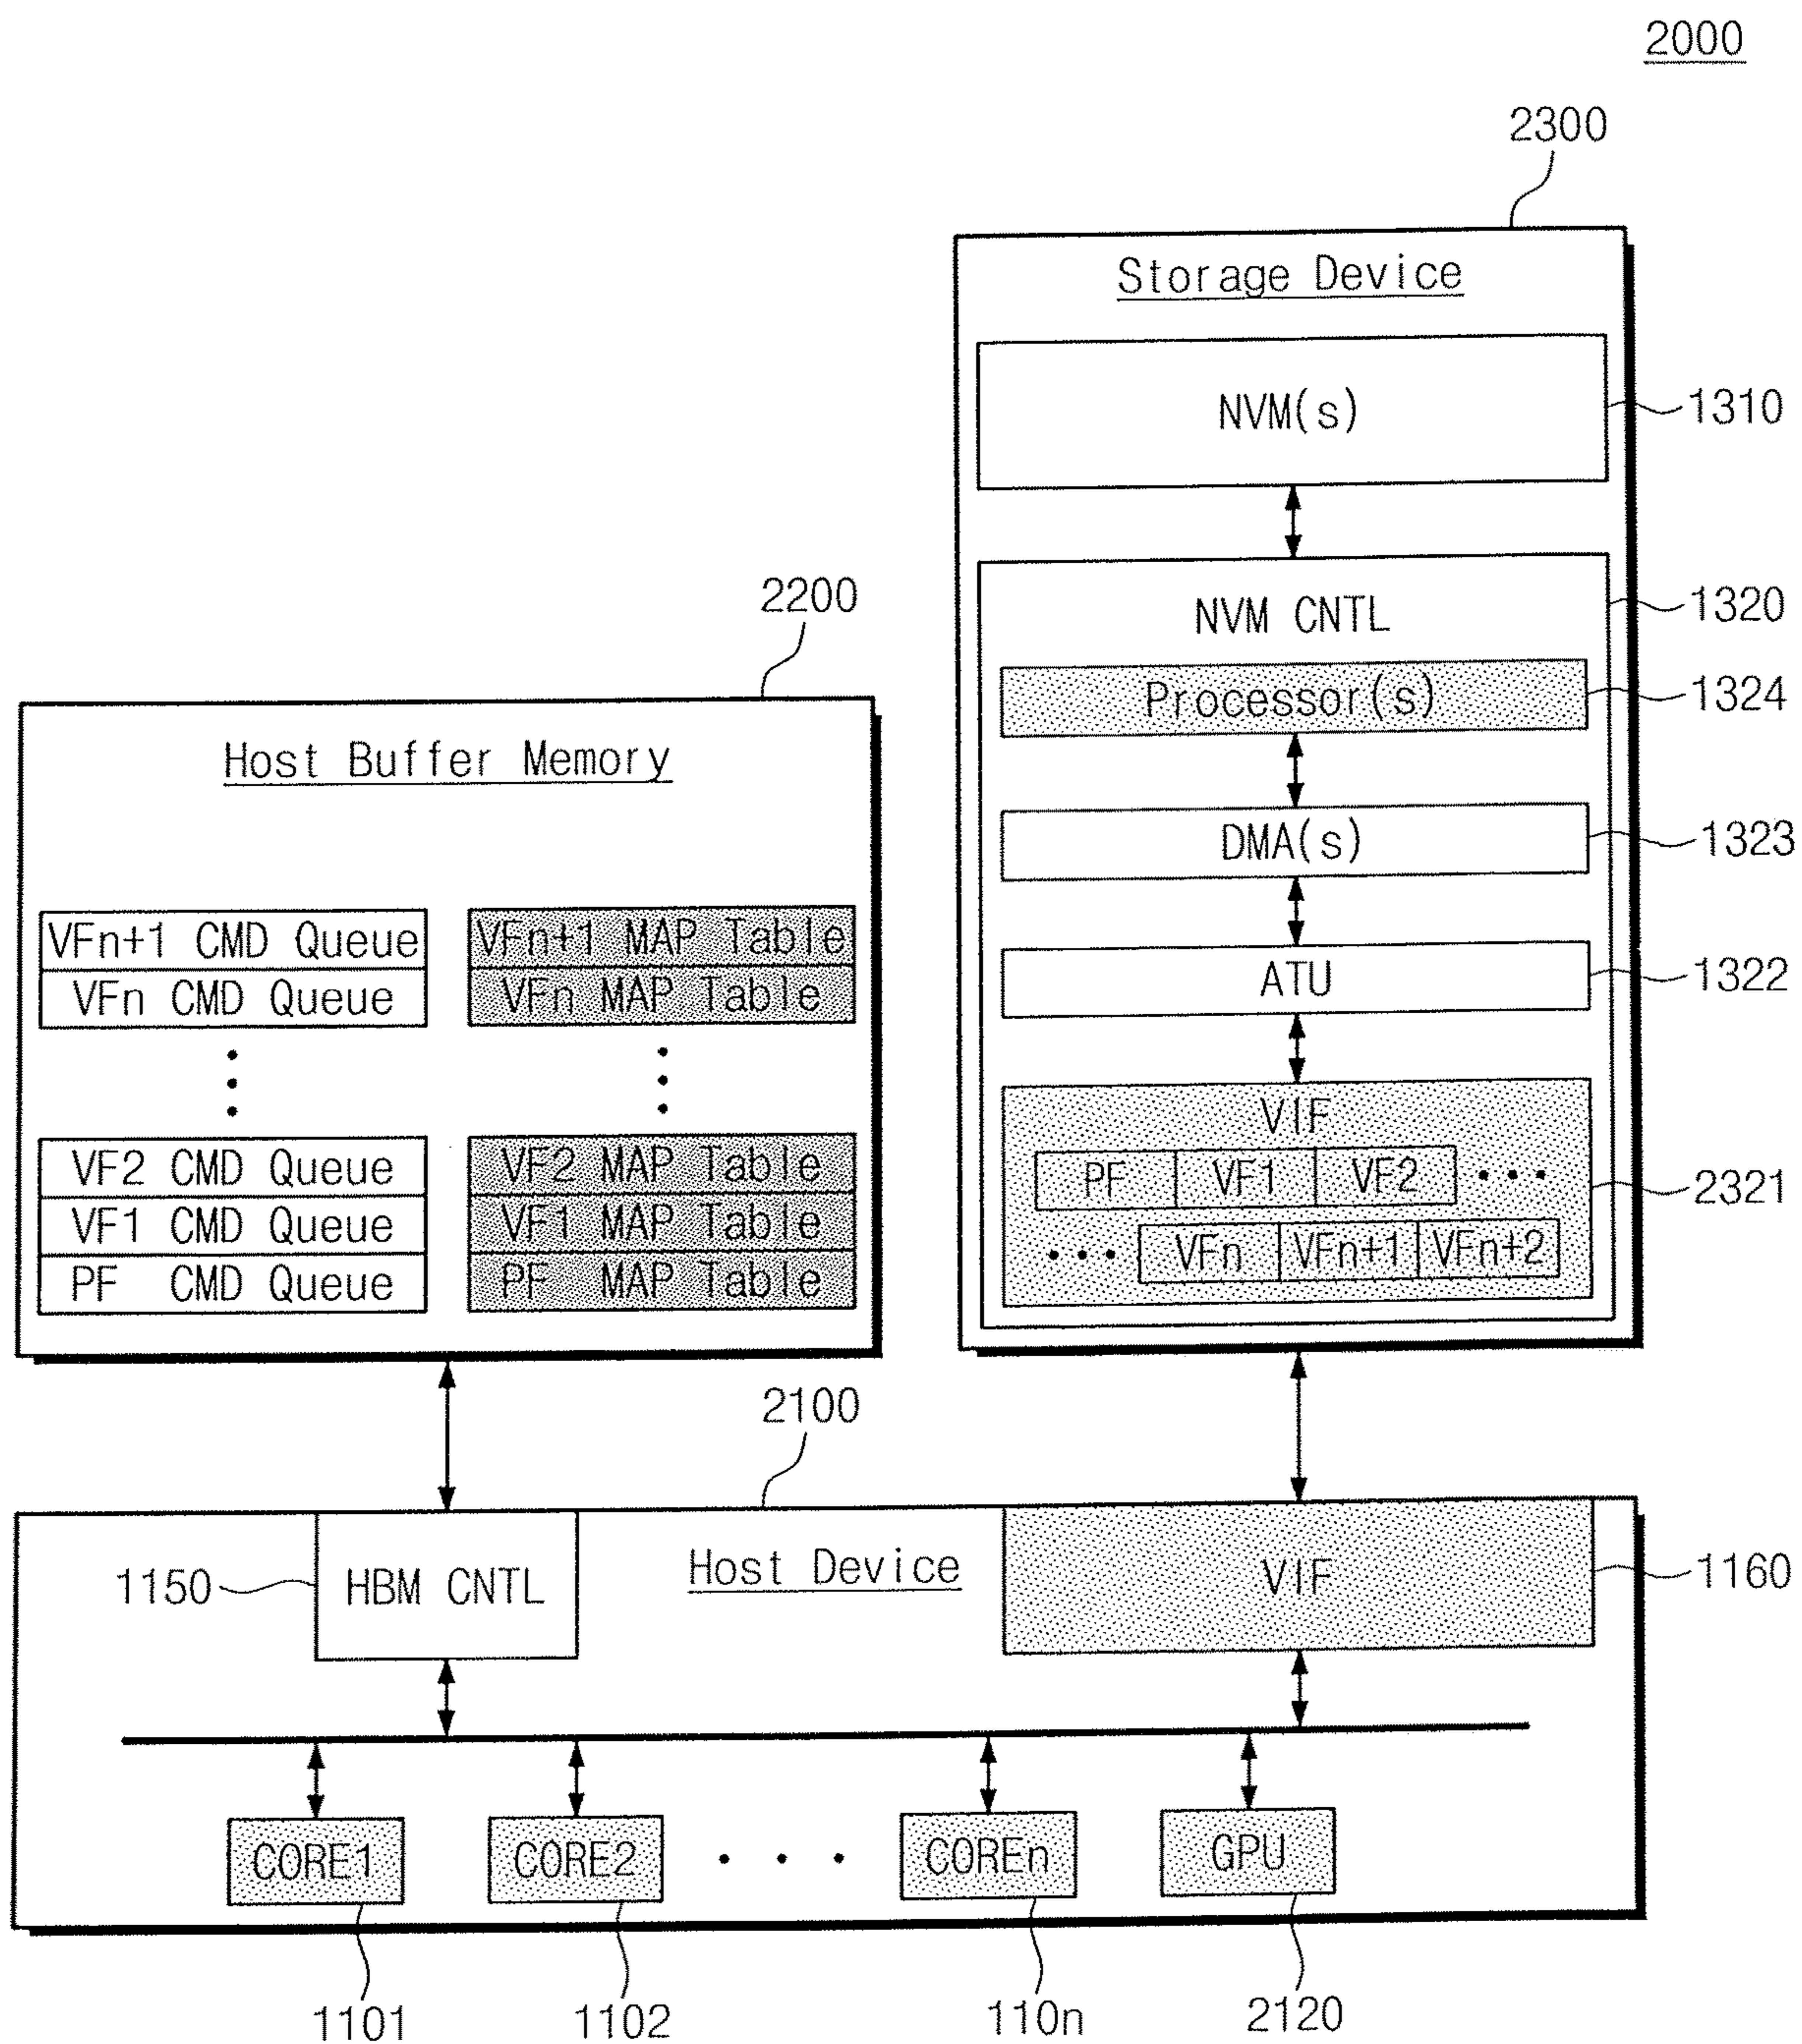 2000
2300
Storage Device
NVM(s)
1310
NVM CNTL
1320
Processor(s)
1324
DMA(s)
1323
ATU
1322
VIF
PF VF1 VF2 • • •
2321
• • • VFn VFn+1 VFn+2
2200
Host Buffer Memory
VFn+1 CMD Queue VFn+1 MAP Table
VFn CMD Queue VFn MAP Table
VF2 CMD Queue VF2 MAP Table
VF1 CMD Queue VF1 MAP Table
PF CMD Queue PF MAP Table
2100
1150
HBM CNTL
Host Device
VIF
1160
CORE1 CORE2 • • • COREn GPU
1101 1102 110n 2120